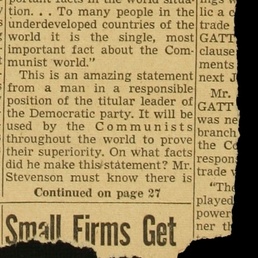 portant facts in the world situa-
tion. . . To many people in the
underdeveloped countries of the
world it is the single, most
important fact about the Com-
munist world."
This is an amazing statement
from a man in a responsible
position of the titular leader of
the Democratic party. It will be
used by the Communists
throughout the world to prove
their superiority. On what facts
did he make this statement? Mr.
Stevenson must know there is
Continued on page 27
Small Firms Get
lic a
trade
GATT
clause
ments
next J
Mr.
GATT
was ne
branch
the Co
respons
trade
"The
played
power
ner th